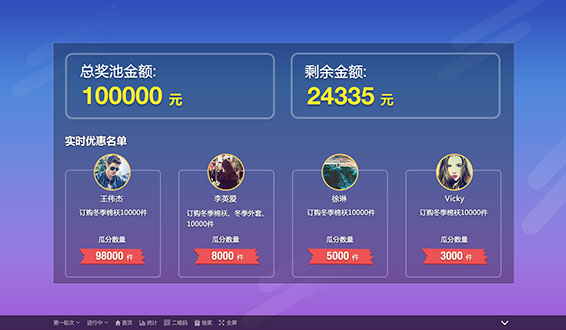 总奖池金额:
100000 元
剩余金额:
24335 元
实时优惠名单
王伟杰
订购冬季棉袄10000件
瓜分数量
98000 件
李英爱
订购冬季棉袄、冬季外套、
10000件
瓜分数量
8000 件
徐琳
订购冬季棉袄10000件
瓜分数量
5000 件
Vicky
订购冬季棉袄10000件
瓜分数量
3000 件
第一轮次 进行中 首页 统计 二维码 抽奖 全屏